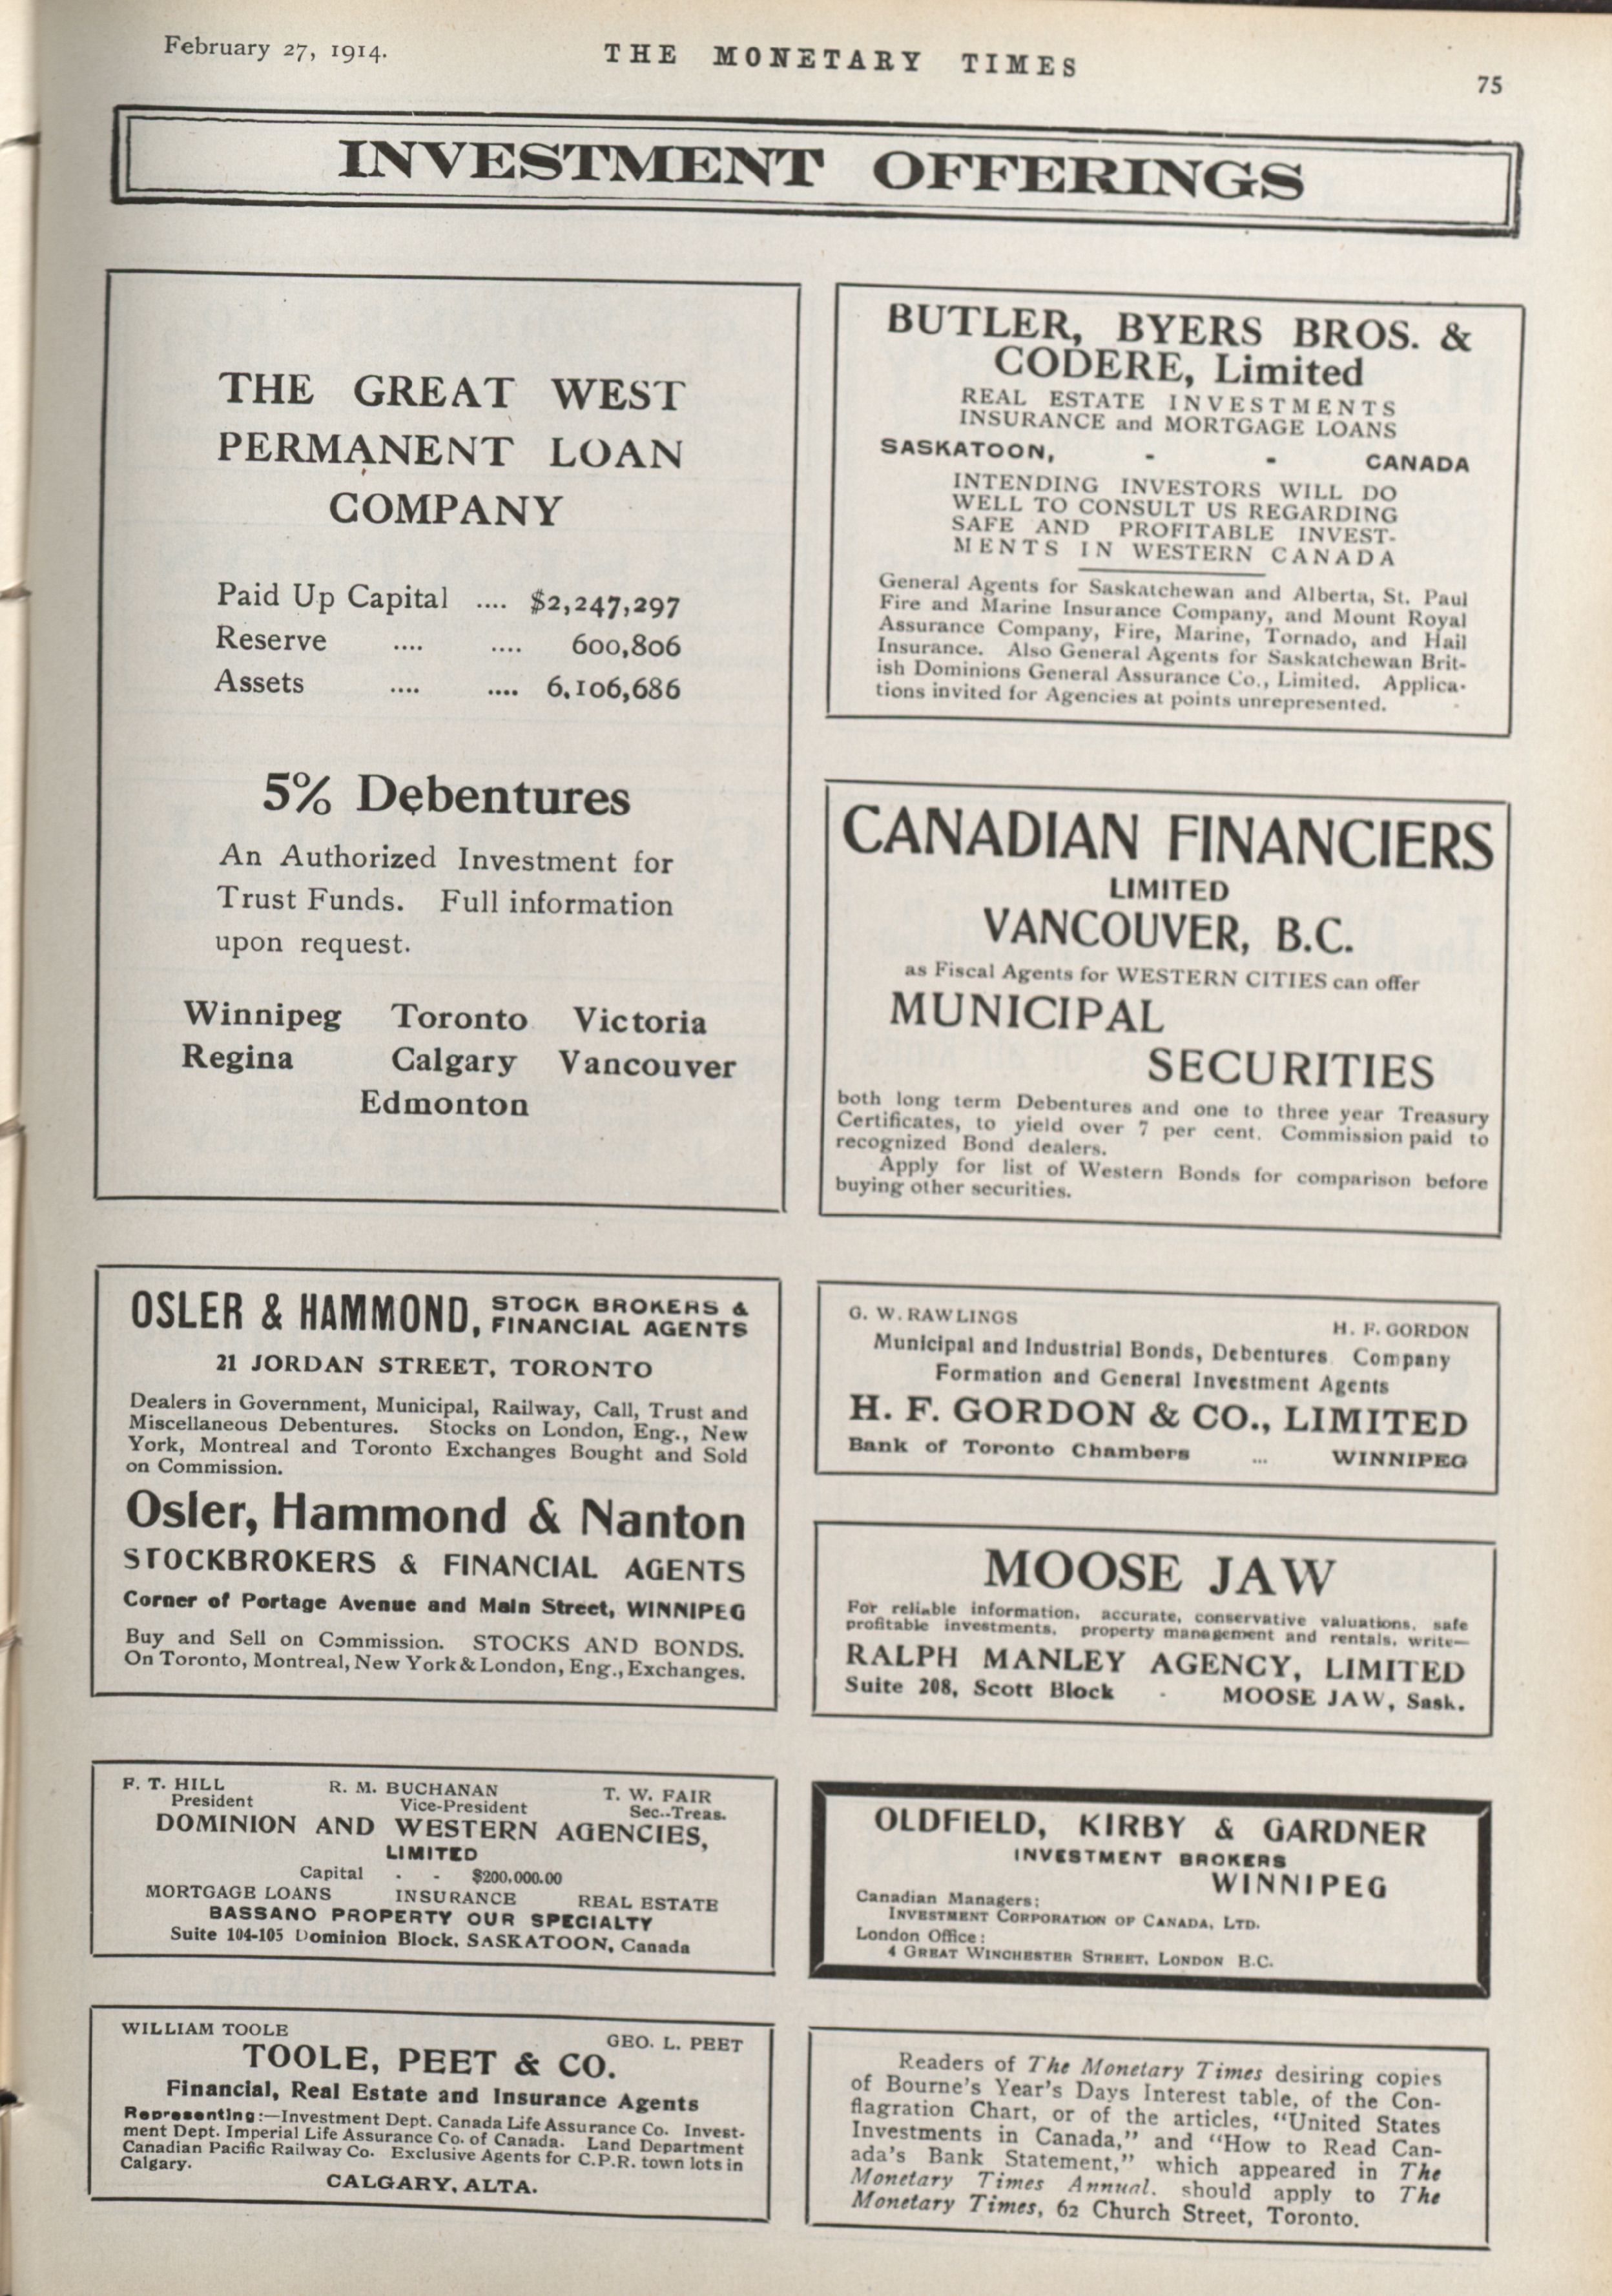 February 27, 1914.
THE MONETARY TIMES
75
INVESTMENT OFFERINGS
THE GREAT WEST
PERMANENT LOAN
COMPANY
Paid Up Capital .... $2,247,297
Reserve .... .... 600,806
Assets .... .... 6,106,686
5% Debentures
An Authorized Investment for
Trust Funds. Full information
upon request.
Winnipeg Toronto Victoria
Regina Calgary Vancouver
Edmonton
OSLER & HAMMOND, STOCK BROKERS &
FINANCIAL AGENTS
21 JORDAN STREET, TORONTO
Dealers in Government, Municipal, Railway, Call, Trust and
Miscellaneous Debentures. Stocks on London, Eng., New
York, Montreal and Toronto Exchanges Bought and Sold
on Commission.
Osler, Hammond & Nanton
STOCKBROKERS & FINANCIAL AGENTS
Corner of Portage Avenue and Main Street, WINNIPEG
Buy and Sell on Commission. STOCKS AND BONDS.
On Toronto, Montreal, New York & London, Eng., Exchanges.
F. T. HILL R. M. BUCHANAN T. W. FAIR
President Vice-President Sec.-Treas.
DOMINION AND WESTERN AGENCIES,
LIMITED
Capital - - $200,000.00
MORTGAGE LOANS INSURANCE REAL ESTATE
BASSANO PROPERTY OUR SPECIALTY
Suite 104-105 Dominion Block, SASKATOON, Canada
WILLIAM TOOLE GEO. L. PEET
TOOLE, PEET & CO.
Financial, Real Estate and Insurance Agents
Representing:—Investment Dept. Canada Life Assurance Co. Invest-
ment Dept. Imperial Life Assurance Co. of Canada. Land Department
Canadian Pacific Railway Co. Exclusive Agents for C.P.R. town lots in
Calgary.
CALGARY, ALTA.
BUTLER, BYERS BROS. &
CODERE, Limited
REAL ESTATE INVESTMENTS
INSURANCE and MORTGAGE LOANS
SASKATOON, - - CANADA
INTENDING INVESTORS WILL DO
WELL TO CONSULT US REGARDING
SAFE AND PROFITABLE INVEST-
MENTS IN WESTERN CANADA
General Agents for Saskatchewan and Alberta, St. Paul
Fire and Marine Insurance Company, and Mount Royal
Assurance Company, Fire, Marine, Tornado, and Hail
Insurance. Also General Agents for Saskatchewan Brit-
ish Dominions General Assurance Co., Limited. Applica-
tions invited for Agencies at points unrepresented.
CANADIAN FINANCIERS
LIMITED
VANCOUVER, B.C.
as Fiscal Agents for WESTERN CITIES can offer
MUNICIPAL
SECURITIES
both long term Debentures and one to three year Treasury
Certificates, to yield over 7 per cent. Commission paid to
recognized Bond dealers.
Apply for list of Western Bonds for comparison before
buying other securities.
G. W. RAWLINGS H. F. GORDON
Municipal and Industrial Bonds, Debentures Company
Formation and General Investment Agents
H. F. GORDON & CO., LIMITED
Bank of Toronto Chambers ... WINNIPEG
MOOSE JAW
For reliable information, accurate, conservative valuations, safe
profitable investments, property management and rentals, write—
RALPH MANLEY AGENCY, LIMITED
Suite 208, Scott Block - MOOSE JAW, Sask.
OLDFIELD, KIRBY & GARDNER
INVESTMENT BROKERS
WINNIPEG
Canadian Managers:
INVESTMENT CORPORATION OF CANADA, LTD.
London Office:
4 GREAT WINCHESTER STREET, LONDON E.C.
Readers of The Monetary Times desiring copies
of Bourne's Year's Days Interest table, of the Con-
flagration Chart, or of the articles, "United States
Investments in Canada," and "How to Read Can-
ada's Bank Statement," which appeared in The
Monetary Times Annual, should apply to The
Monetary Times, 62 Church Street, Toronto.